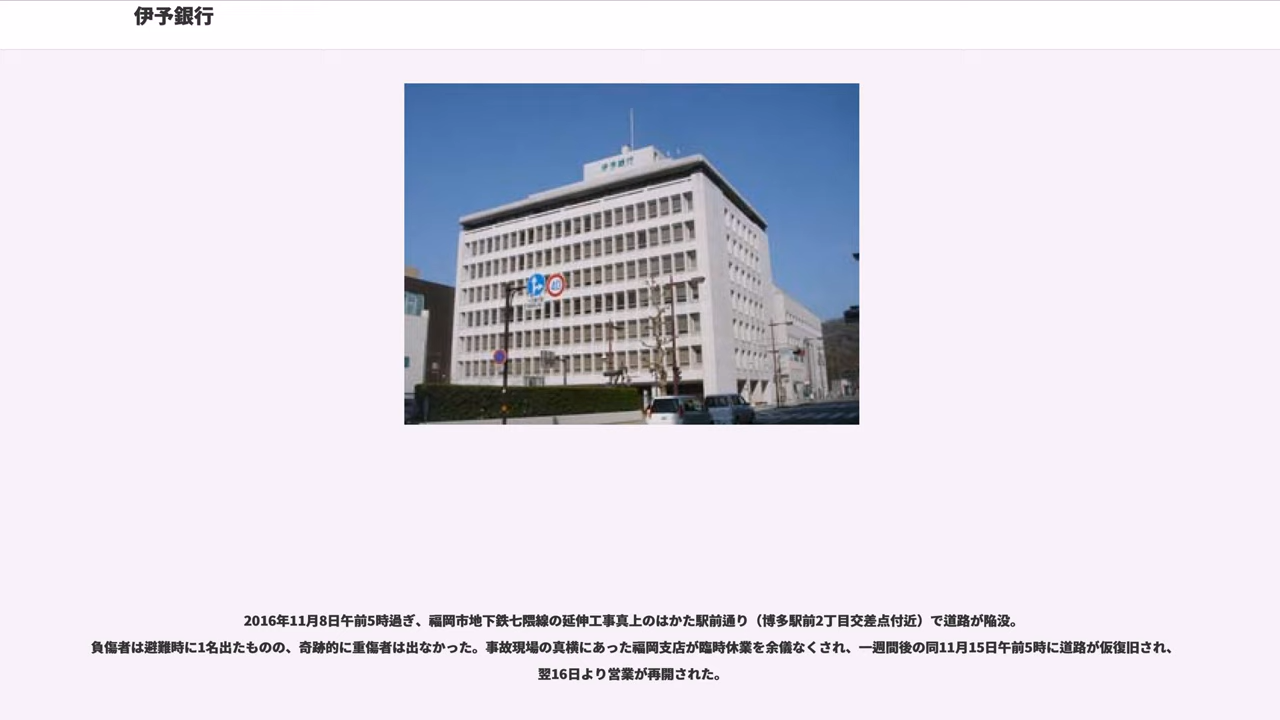 伊予銀行
伊予銀行
40
2016年11月8日午前5時過ぎ、福岡市地下鉄七隈線の延伸工事真上のはかた駅前通り（博多駅前2丁目交差点付近）で道路が陥没。
負傷者は避難時に1名出たものの、奇跡的に重傷者は出なかった。事故現場の真横にあった福岡支店が臨時休業を余儀なくされ、一週間後の同11月15日午前5時に道路が仮復旧され、
翌16日より営業が再開された。